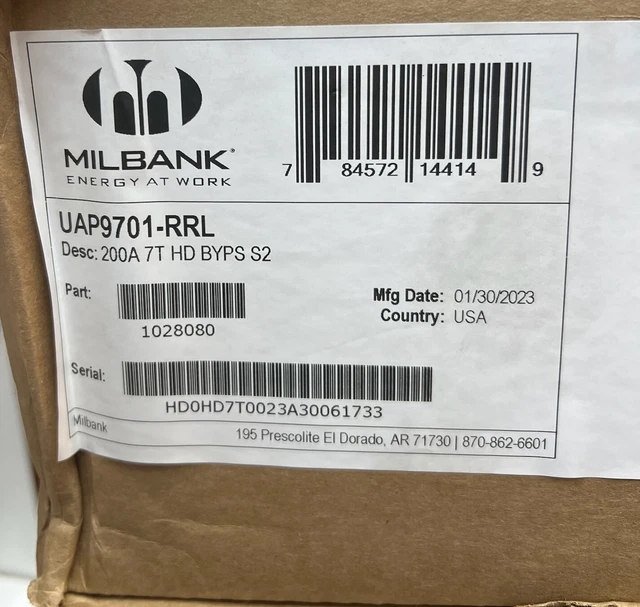 MILBANK®
ENERGY AT WORK
7 84572 14414 9
UAP9701-RRL
Desc: 200A 7T HD BYPS S2
Part:
1028080
Mfg Date: 01/30/2023
Country: USA
Serial:
HD0HD7T0023A30061733
Milbank
195 Prescolite El Dorado, AR 71730 | 870-862-6601